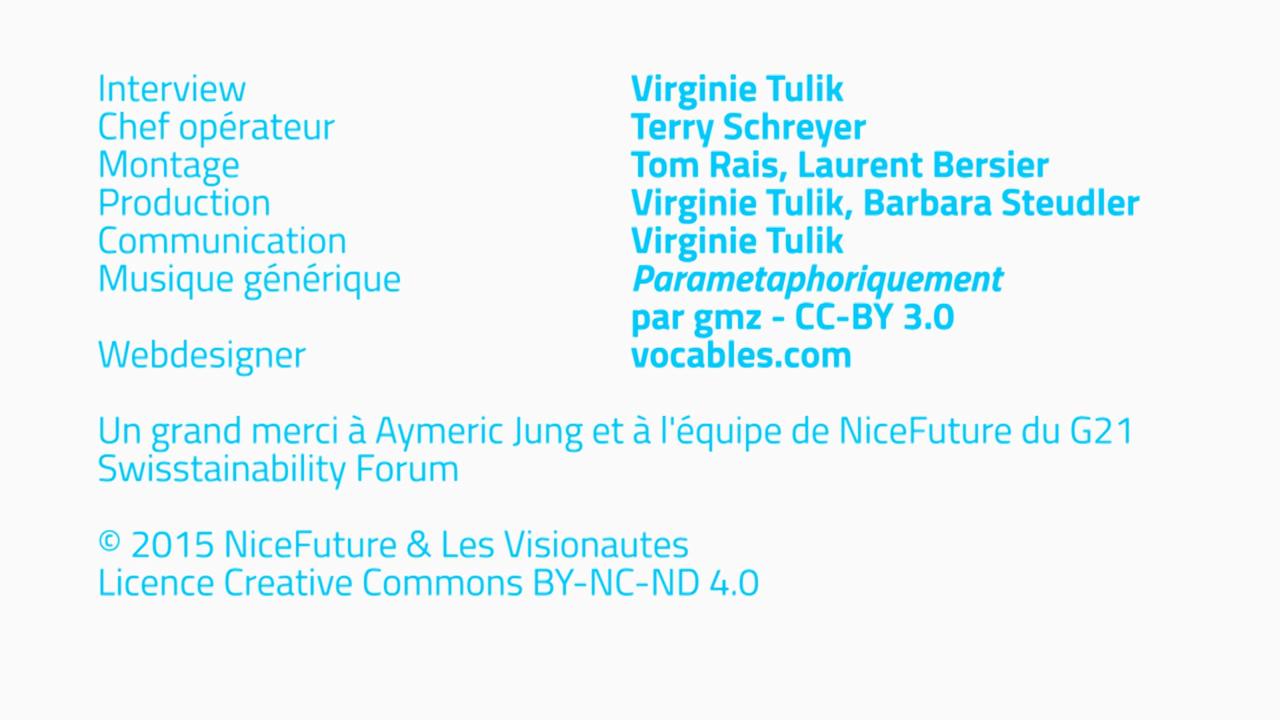 Interview Virginie Tulik
Chef opérateur Terry Schreyer
Montage Tom Rais, Laurent Bersier
Production Virginie Tulik, Barbara Steudler
Communication Virginie Tulik
Musique générique Parametaphoriquement
par gmz - CC-BY 3.0
Webdesigner vocables.com
Un grand merci à Aymeric Jung et à l'équipe de NiceFuture du G21
Swisstainability Forum
© 2015 NiceFuture & Les Visionautes
Licence Creative Commons BY-NC-ND 4.0